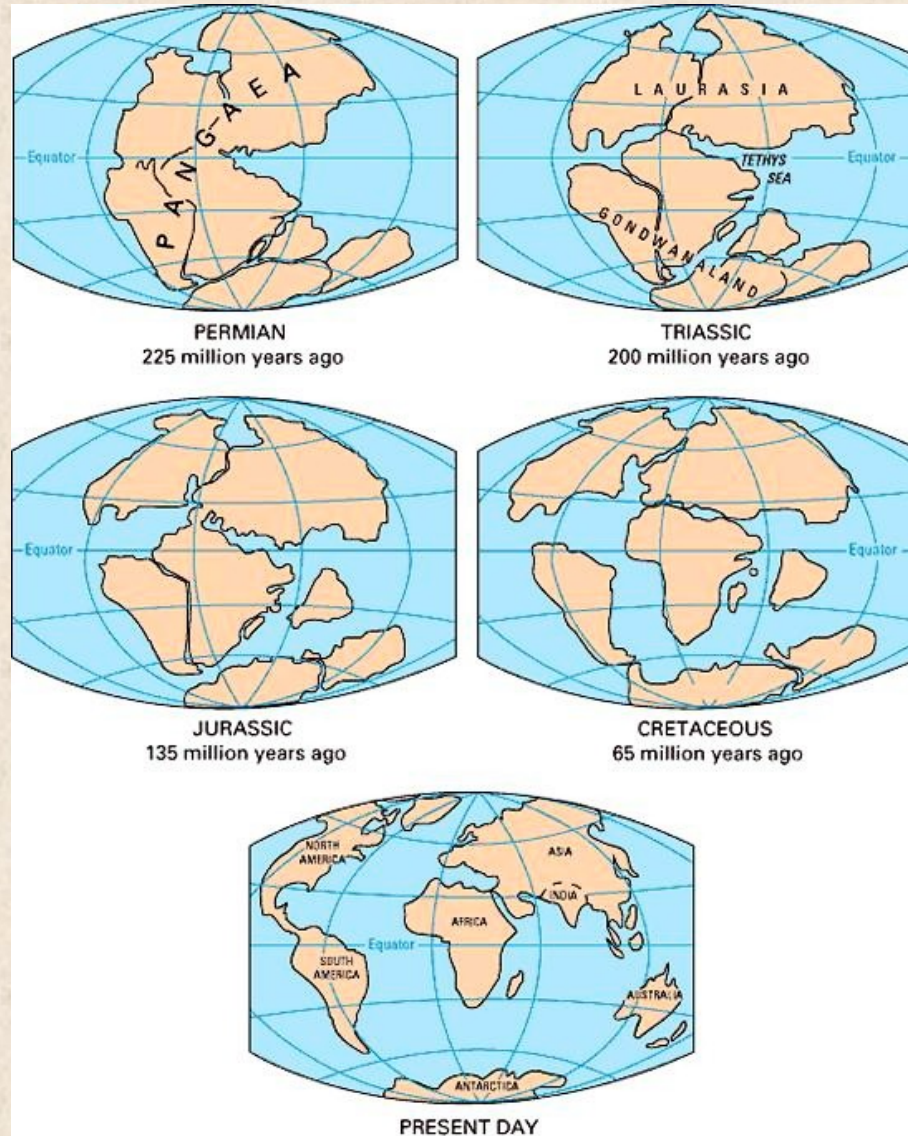 PANGAEA
Equator
PERMIAN
225 million years ago
LAURASIA
Equator
TETHYS
SEA
GONDWANALAND
TRIASSIC
200 million years ago
Equator
JURASSIC
135 million years ago
Equator
CRETACEOUS
65 million years ago
NORTH
AMERICA
ASIA
INDIA
AFRICA
Equator
SOUTH
AMERICA
AUSTRALIA
ANTARCTICA
PRESENT DAY